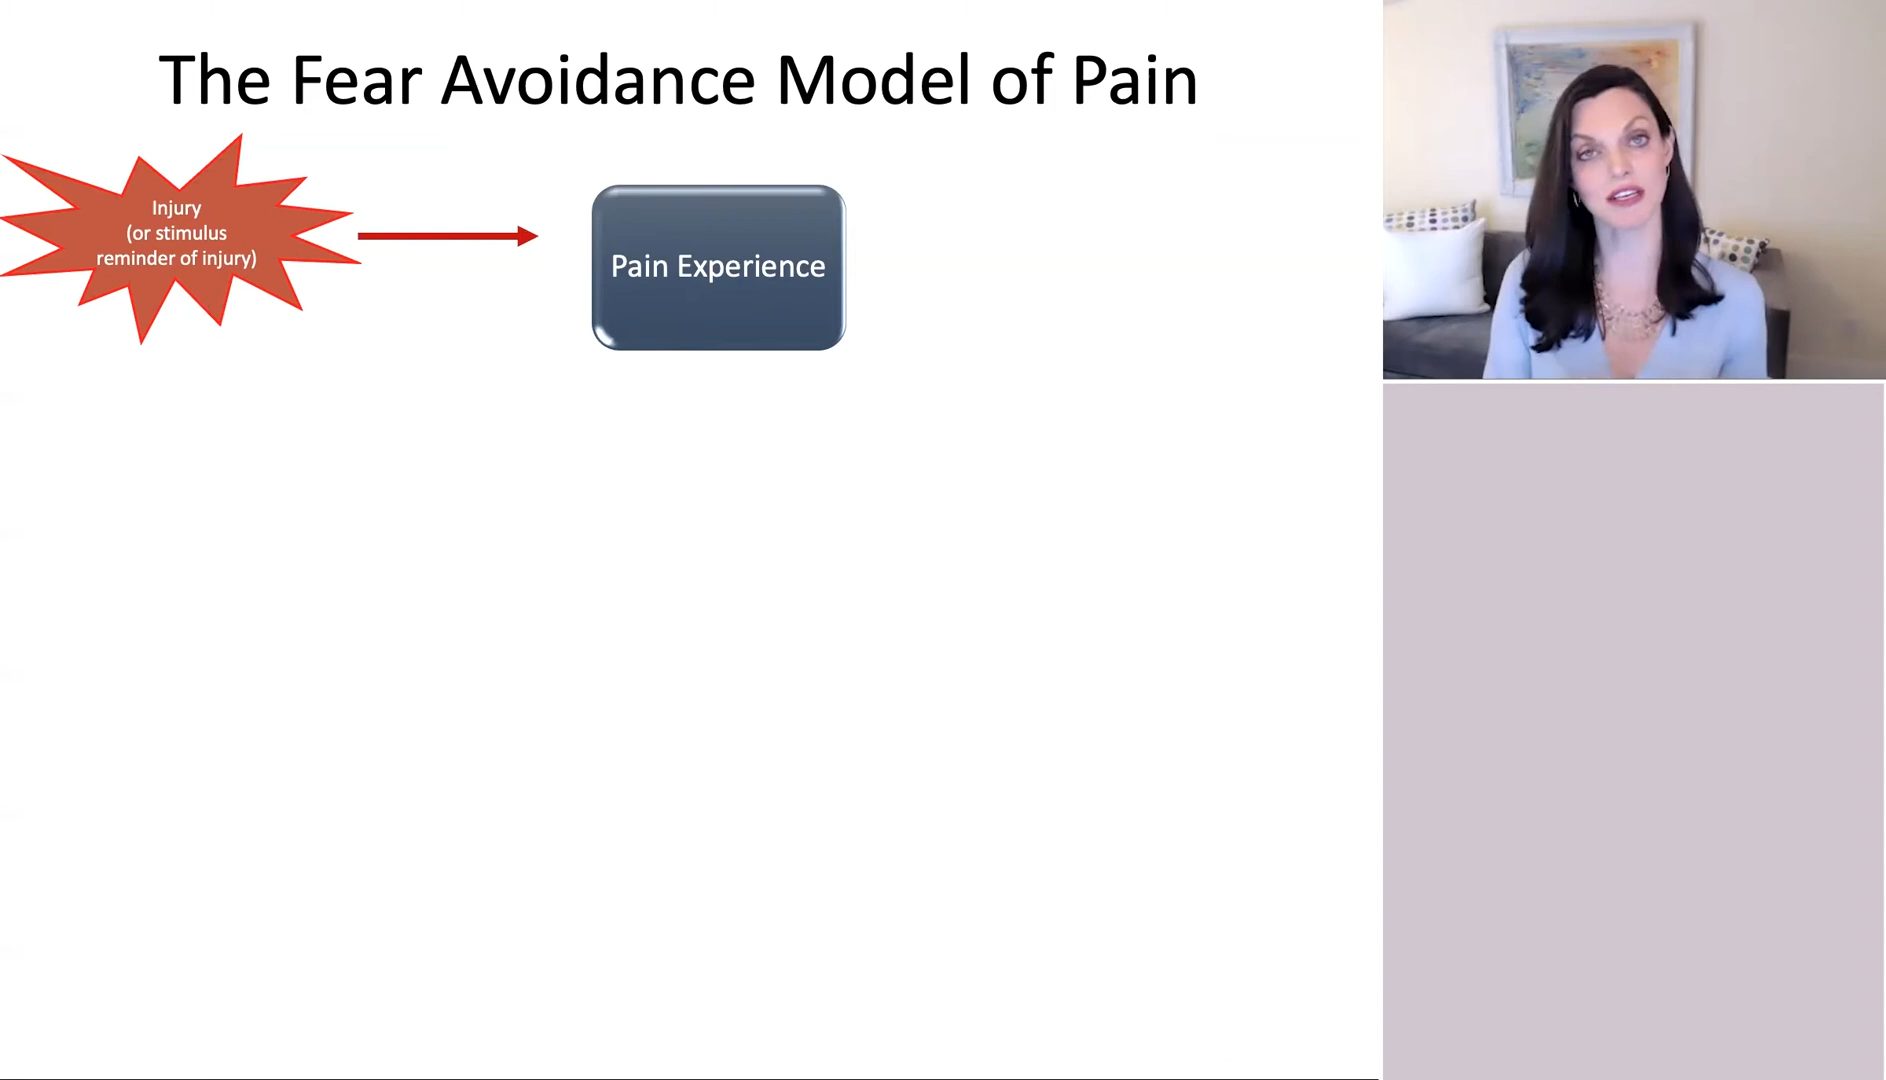 The Fear Avoidance Model of Pain
Injury
(or stimulus
reminder of injury)
Pain Experience